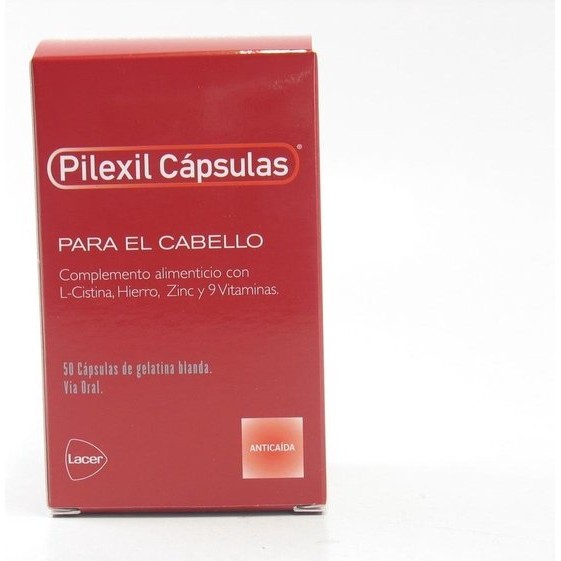 Pilexil Cápsulas®
PARA EL CABELLO
Complemento alimenticio con
L-Cistina, Hierro, Zinc y 9 Vitaminas.
50 Cápsulas de gelatina blanda.
Via Oral.
ANTICAÍDA
Lacer